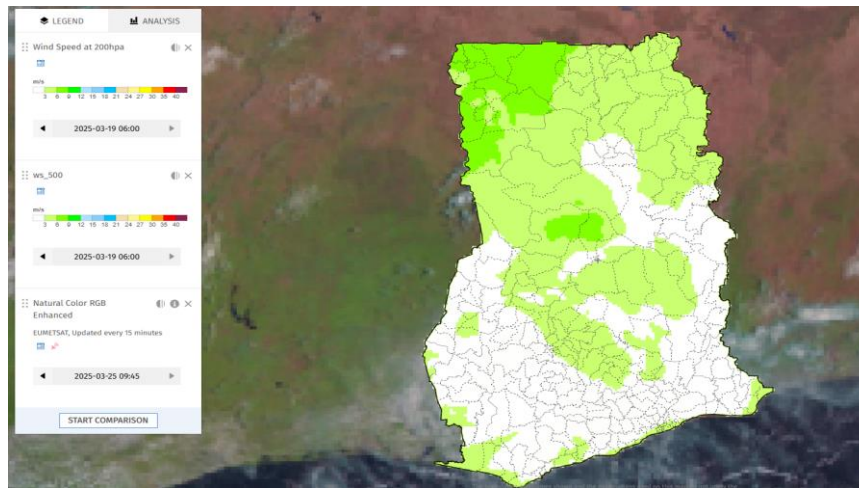 LEGEND
ANALYSIS
Wind Speed at 200hpa
m/s
3 6 9 12 15 18 21 24 27 30 35 40
2025-03-19 06:00
ws_500
m/s
3 6 9 12 15 18 21 24 27 30 35 40
2025-03-19 06:00
Natural Color RGB
Enhanced
EUMETSAT, Updated every 15 minutes
2025-03-25 09:45
START COMPARISON